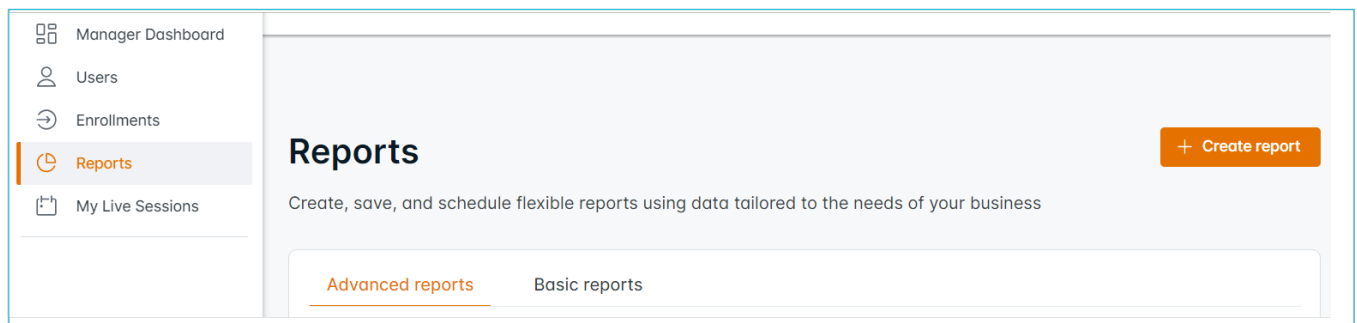 Manager Dashboard
Users
Enrollments
Reports
My Live Sessions
Reports
+ Create report
Create, save, and schedule flexible reports using data tailored to the needs of your business
Advanced reports
Basic reports